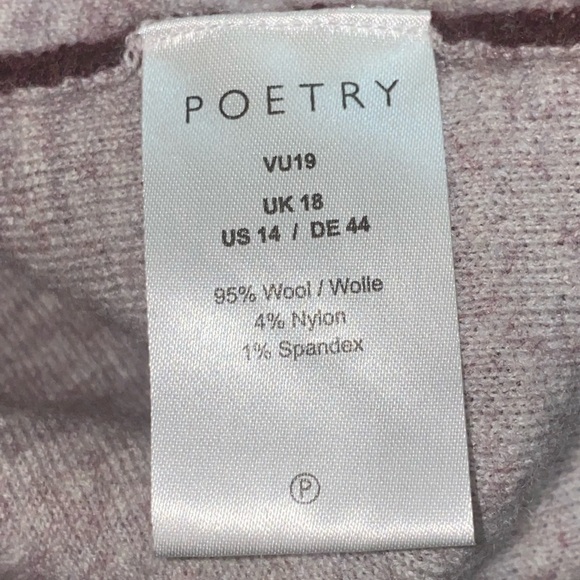 POETRY
VU19
UK 18
US 14 / DE 44
95% Wool / Wolle
4% Nylon
1% Spandex
P